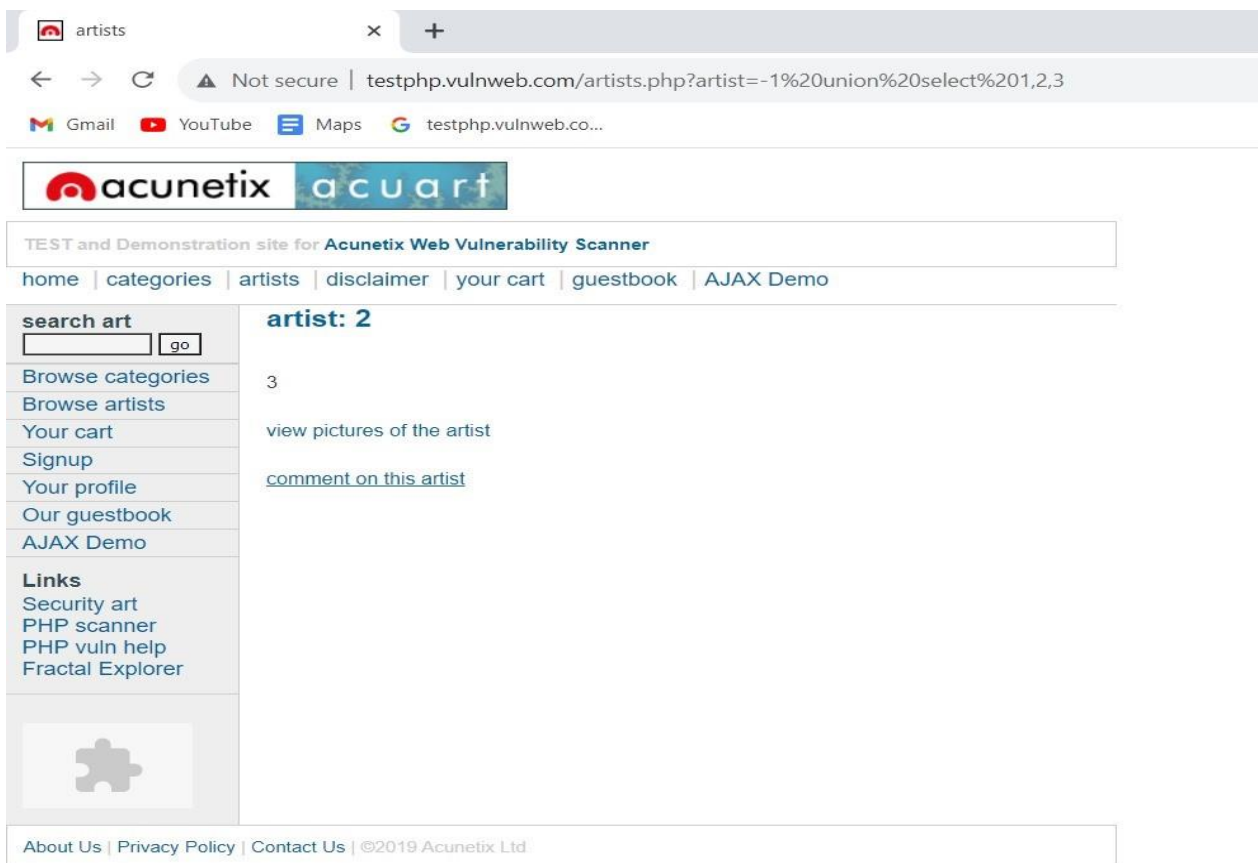 artists
Not secure | testphp.vulnweb.com/artists.php?artist=-1%20union%20select%201,2,3
Gmail YouTube Maps testphp.vulnweb.co...
acunetix acuart
TEST and Demonstration site for Acunetix Web Vulnerability Scanner
home | categories | artists | disclaimer | your cart | guestbook | AJAX Demo
search art
go
Browse categories
Browse artists
Your cart
Signup
Your profile
Our guestbook
AJAX Demo
Links
Security art
PHP scanner
PHP vuln help
Fractal Explorer
artist: 2
3
view pictures of the artist
comment on this artist
About Us | Privacy Policy | Contact Us | ©2019 Acunetix Ltd